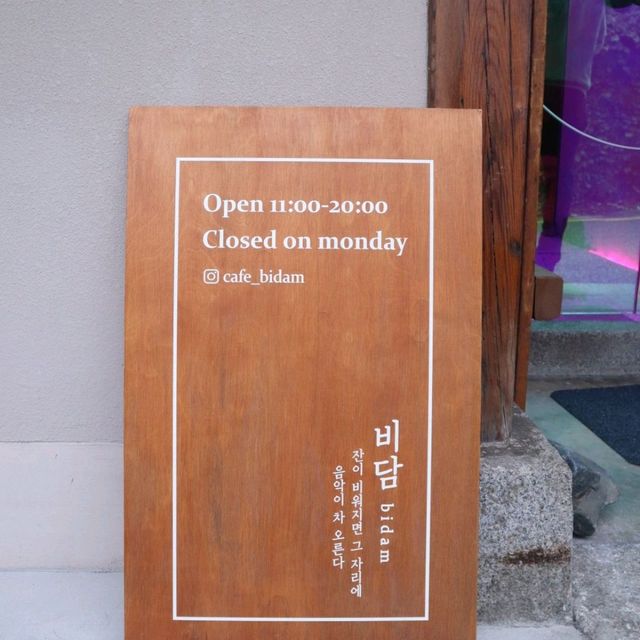 Open 11:00-20:00
Closed on monday
cafe_bidam
비담 bidam
잔이 비워지면 그 자리에
음악이 차 오른다